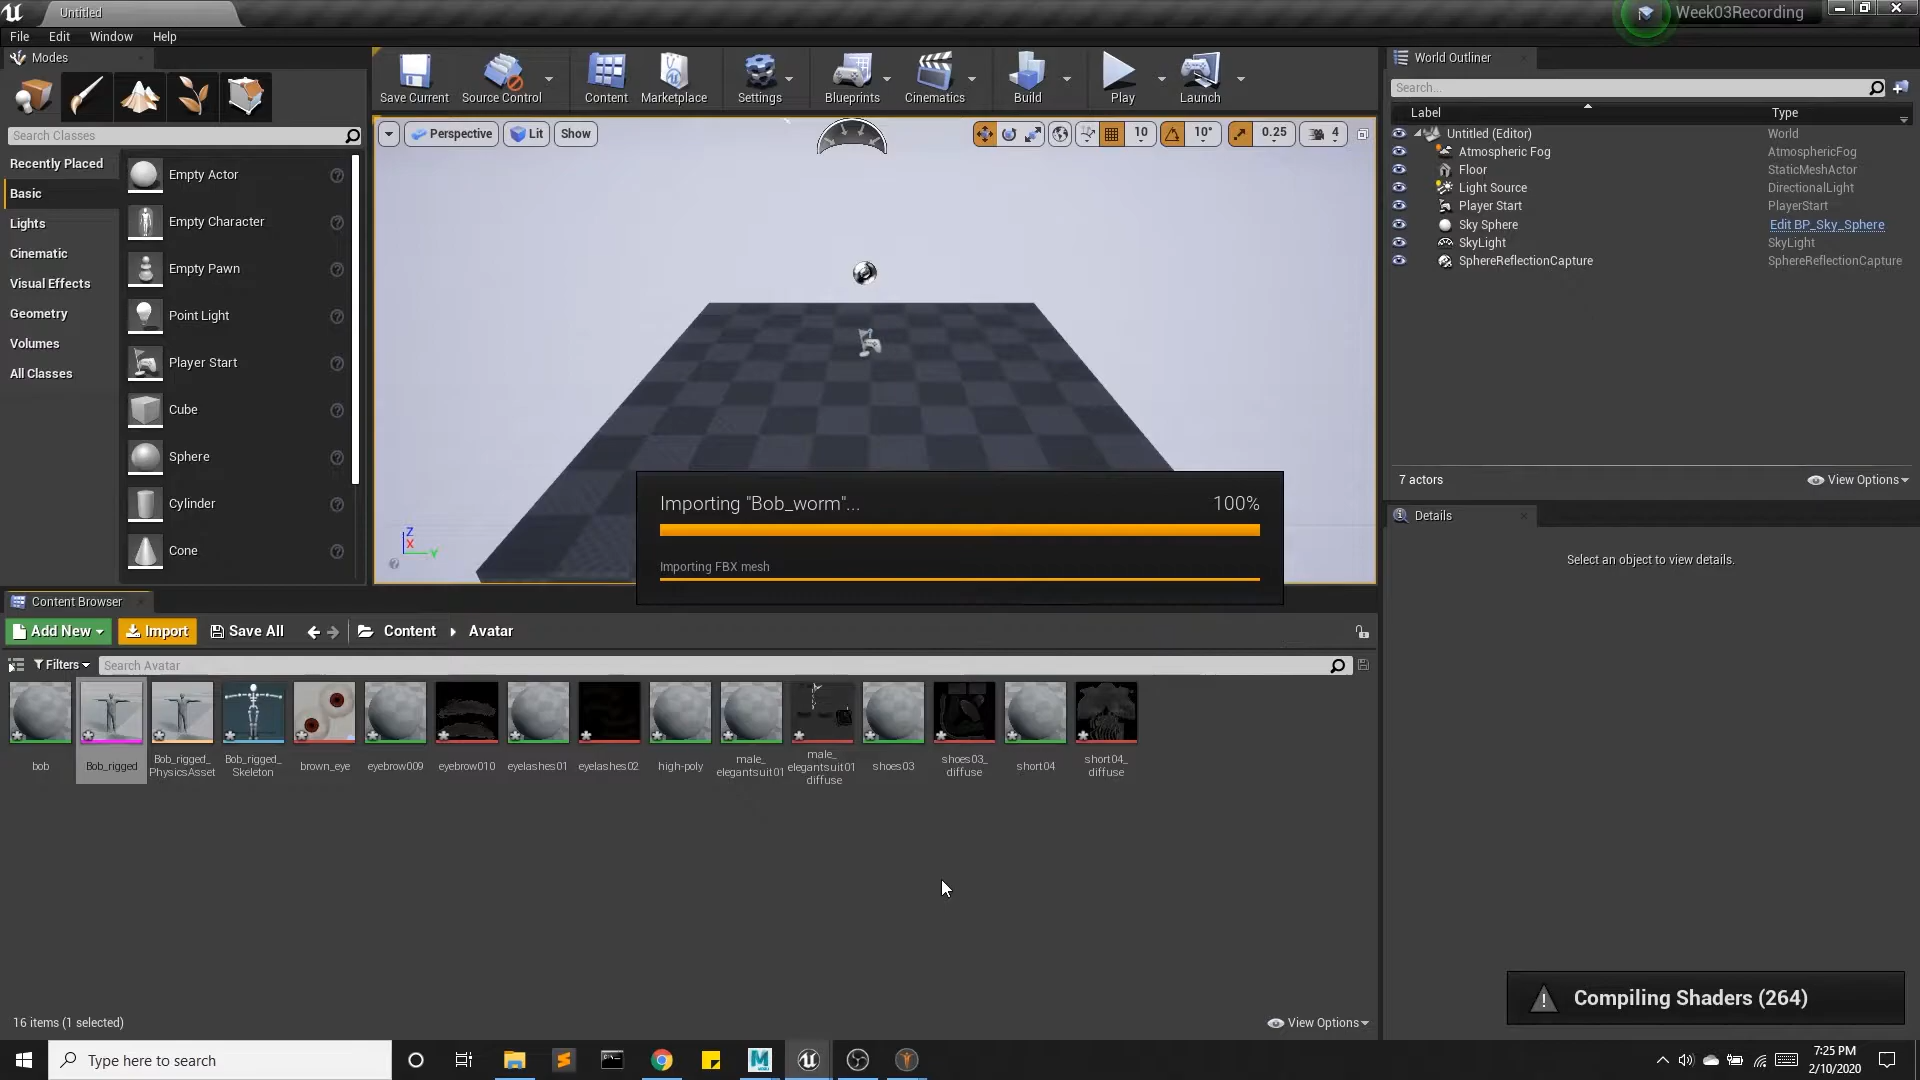 Untitled
Week03Recording
File
Edit
Window
Help
Modes
Search Classes
Recently Placed
Basic
Lights
Cinematic
Visual Effects
Geometry
Volumes
All Classes
Empty Actor
Empty Character
Empty Pawn
Point Light
Player Start
Cube
Sphere
Cylinder
Cone
Save Current
Source Control
Content
Marketplace
Settings
Blueprints
Cinematics
Build
Play
Launch
Perspective
Lit
Show
10
10°
0.25
4
Z
X
Y
World Outliner
Search...
Label
Type
Untitled (Editor)
World
Atmospheric Fog
AtmosphericFog
Floor
StaticMeshActor
Light Source
DirectionalLight
Player Start
PlayerStart
Sky Sphere
Edit BP_Sky_Sphere
SkyLight
SkyLight
SphereReflectionCapture
SphereReflectionCapture
7 actors
View Options
Details
Select an object to view details.
Importing "Bob_worm"...
100%
Importing FBX mesh
Content Browser
Add New
Import
Save All
Content
Avatar
Filters
Search Avatar
bob
Bob_rigged
Bob_rigged_
PhysicsAsset
Bob_rigged_
Skeleton
brown_eye
eyebrow009
eyebrow010
eyelashes01
eyelashes02
high-poly
male_
elegantsuit01
male_
elegantsuit01
diffuse
shoes03
shoes03_
diffuse
short04
short04_
diffuse
16 items (1 selected)
View Options
Compiling Shaders (264)
Type here to search
7:25 PM
2/10/2020